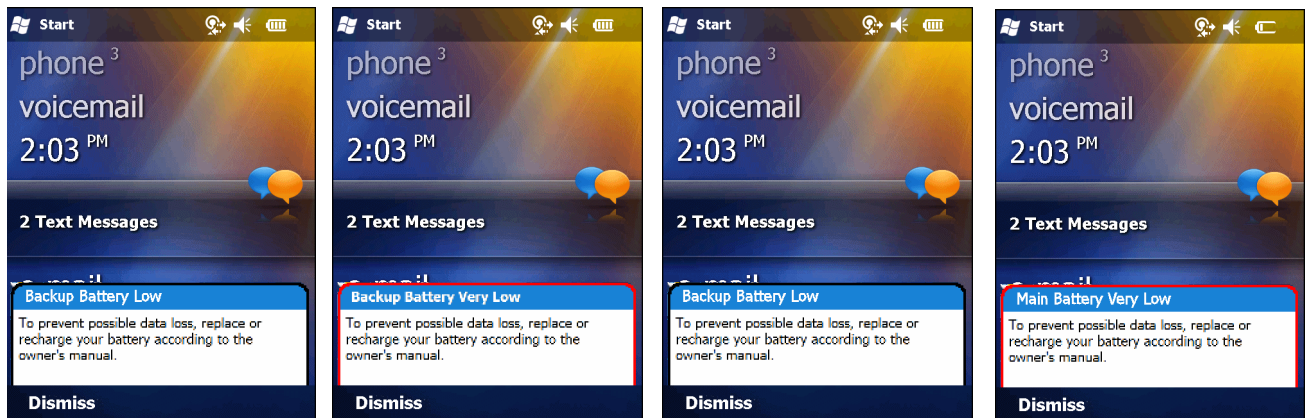 Start
phone 3
voicemail
2:03 PM
2 Text Messages
e-mail
Backup Battery Low
To prevent possible data loss, replace or
recharge your battery according to the
owner's manual.
Dismiss
Start
phone 3
voicemail
2:03 PM
2 Text Messages
e-mail
Backup Battery Very Low
To prevent possible data loss, replace or
recharge your battery according to the
owner's manual.
Dismiss
Start
phone 3
voicemail
2:03 PM
2 Text Messages
e-mail
Backup Battery Low
To prevent possible data loss, replace or
recharge your battery according to the
owner's manual.
Dismiss
Start
phone 3
voicemail
2:03 PM
2 Text Messages
e-mail
Main Battery Very Low
To prevent possible data loss, replace or
recharge your battery according to the
owner's manual.
Dismiss